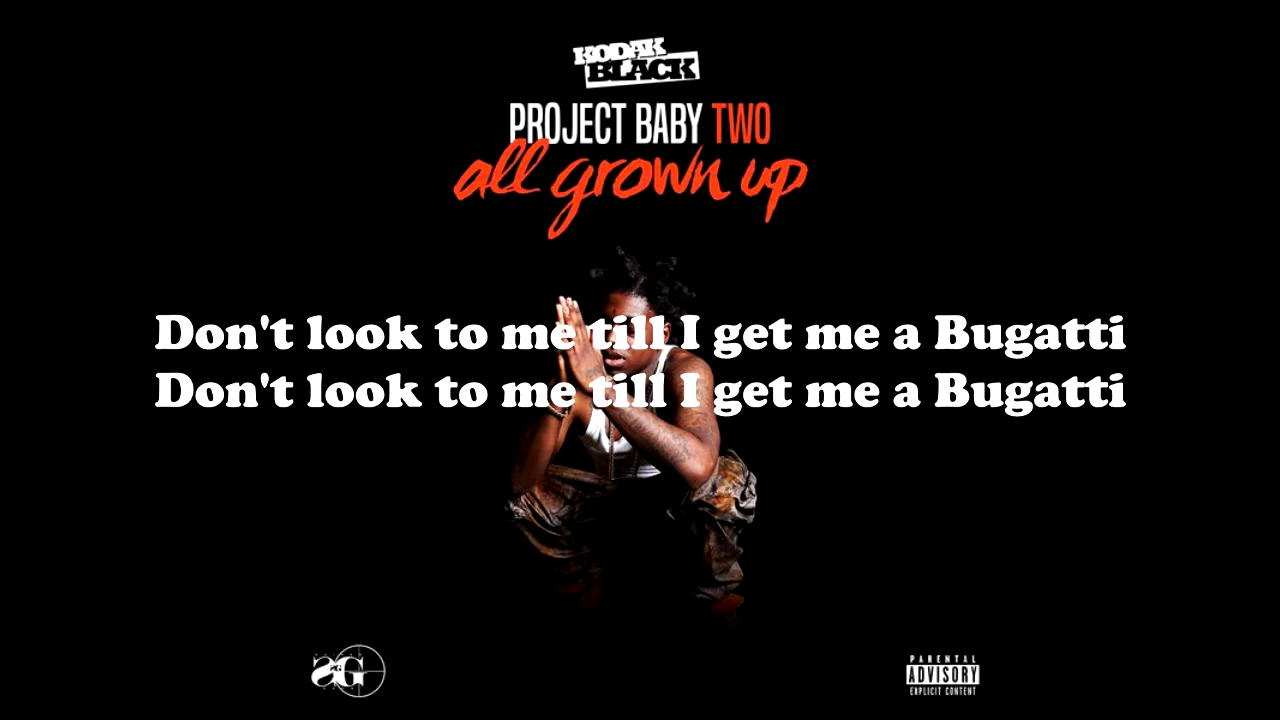 KODAK
BLACK
PROJECT BABY TWO
all grown up
Don't look to me till I get me a Bugatti
Don't look to me till I get me a Bugatti
SG
PARENTAL
ADVISORY
EXPLICIT CONTENT